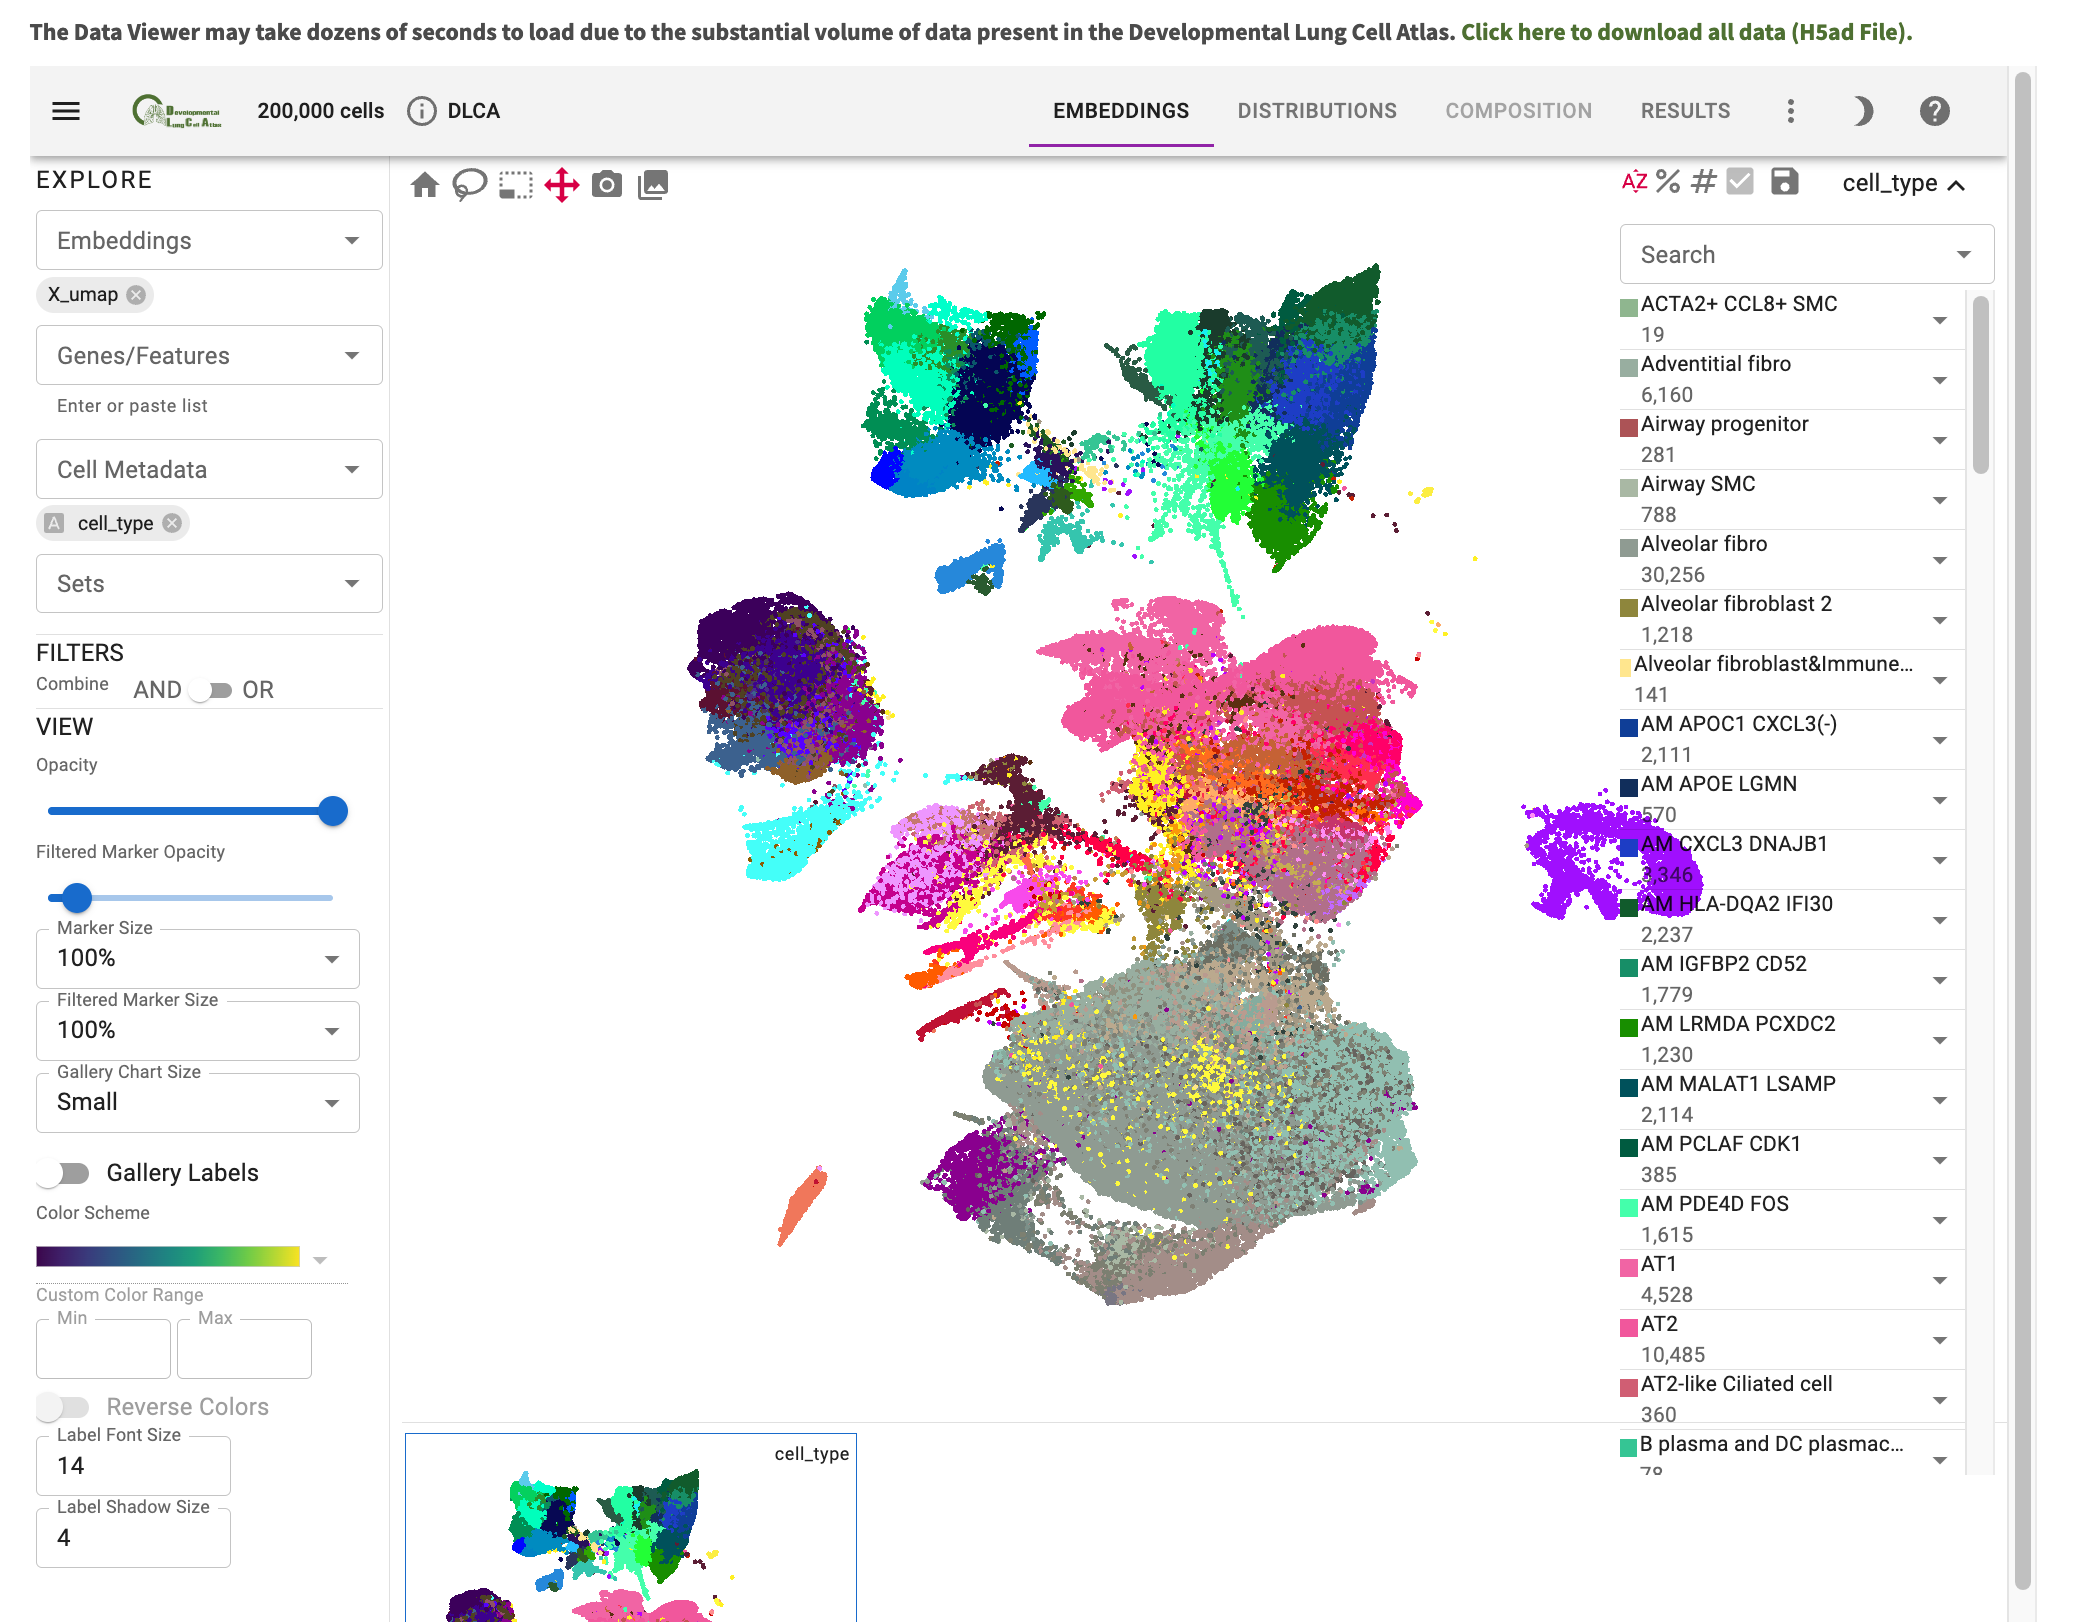 The Data Viewer may take dozens of seconds to load due to the substantial volume of data present in the Developmental Lung Cell Atlas. Click here to download all data (H5ad File).
Developmental
Lung Cell Atlas
200,000 cells
DLCA
EMBEDDINGS
DISTRIBUTIONS
COMPOSITION
RESULTS
EXPLORE
Embeddings
X_umap
Genes/Features
Enter or paste list
Cell Metadata
A cell_type
Sets
FILTERS
Combine AND OR
VIEW
Opacity
Filtered Marker Opacity
Marker Size
100%
Filtered Marker Size
100%
Gallery Chart Size
Small
Gallery Labels
Color Scheme
Custom Color Range
Min
Max
Reverse Colors
Label Font Size
14
Label Shadow Size
4
AZ % #
cell_type
Search
ACTA2+ CCL8+ SMC
19
Adventitial fibro
6,160
Airway progenitor
281
Airway SMC
788
Alveolar fibro
30,256
Alveolar fibroblast 2
1,218
Alveolar fibroblast&Immune...
141
AM APOC1 CXCL3(-)
2,111
AM APOE LGMN
570
AM CXCL3 DNAJB1
3,346
AM HLA-DQA2 IFI30
2,237
AM IGFBP2 CD52
1,779
AM LRMDA PCXDC2
1,230
AM MALAT1 LSAMP
2,114
AM PCLAF CDK1
385
AM PDE4D FOS
1,615
AT1
4,528
AT2
10,485
AT2-like Ciliated cell
360
B plasma and DC plasmac...
78
cell_type